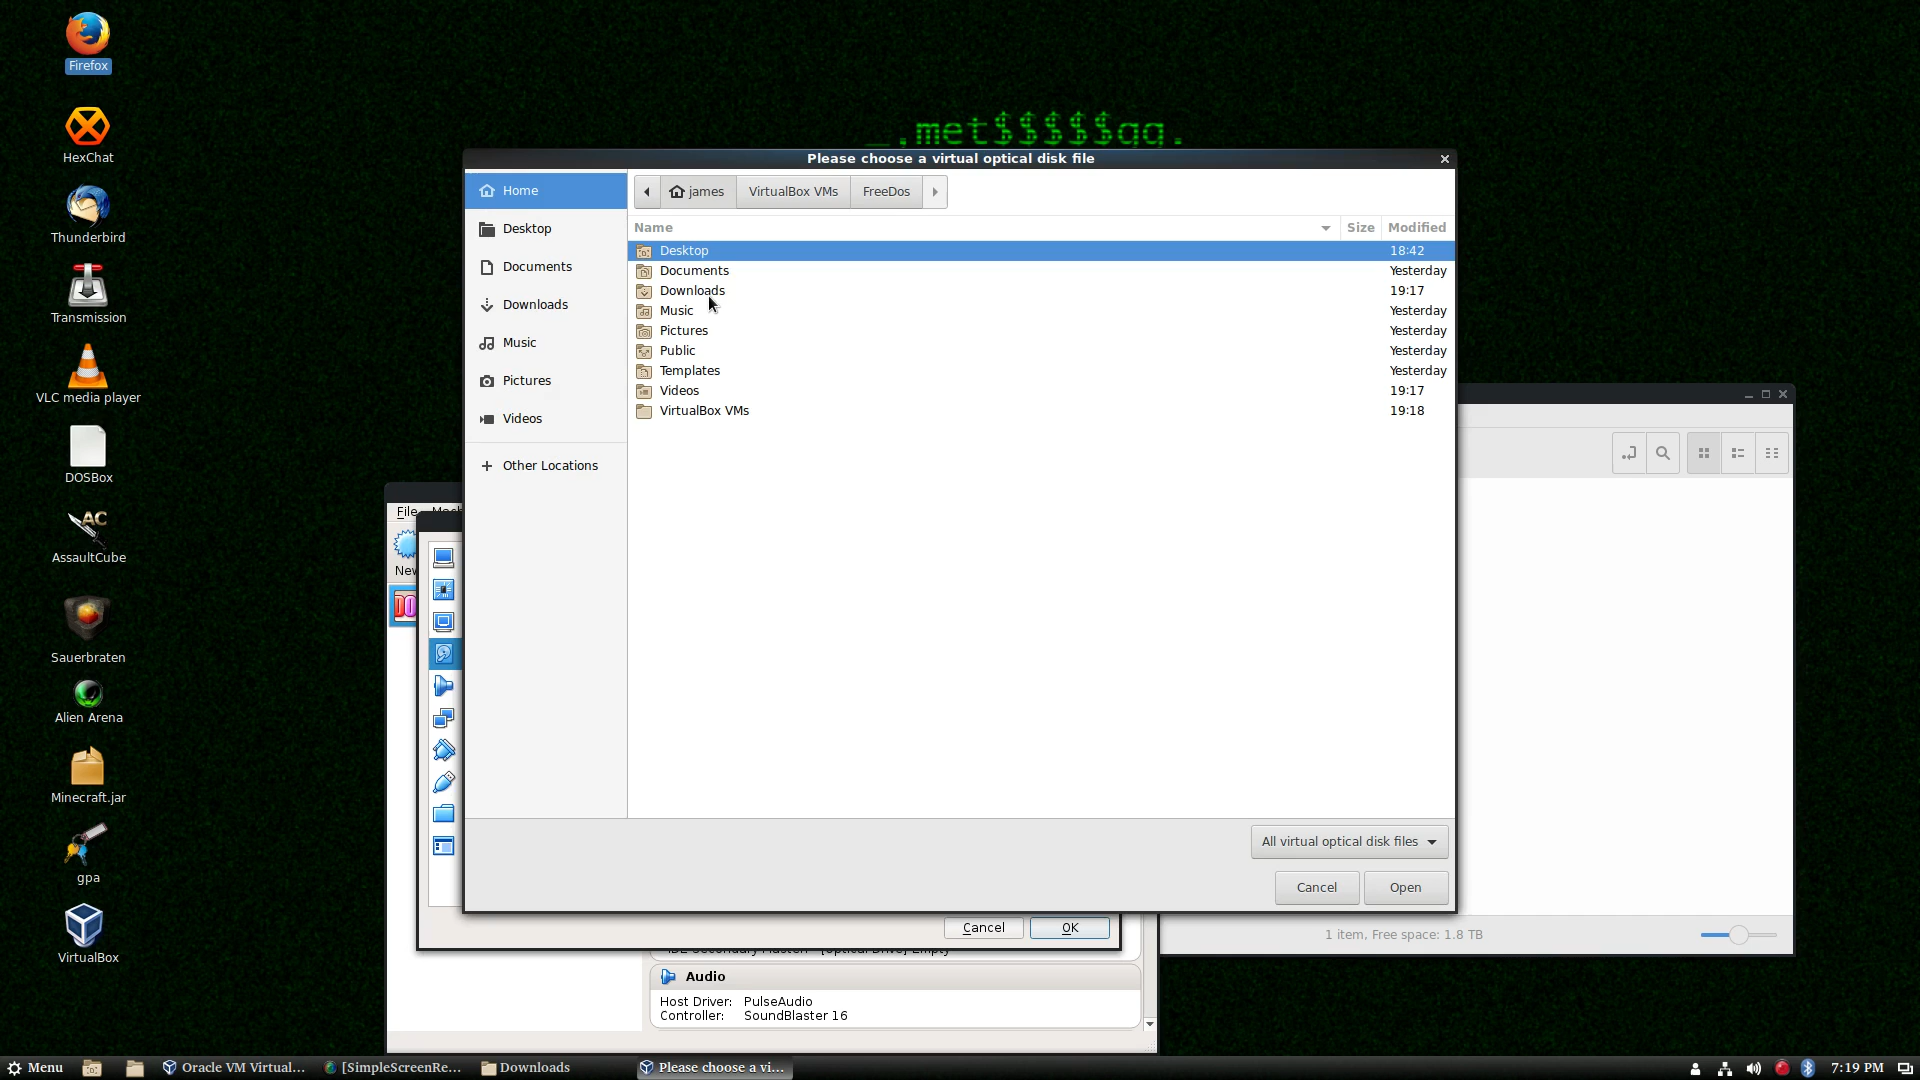 Firefox
HexChat
Thunderbird
Transmission
VLC media player
DOSBox
AssaultCube
AC
Sauerbraten
Alien Arena
Minecraft.jar
gpa
VirtualBox
_,met$$$$$gg.
Please choose a virtual optical disk file
Home
Desktop
Documents
Downloads
Music
Pictures
Videos
Other Locations
james
VirtualBox VMs
FreeDos
Name Size Modified
Desktop 18:42
Documents Yesterday
Downloads 19:17
Music Yesterday
Pictures Yesterday
Public Yesterday
Templates Yesterday
Videos 19:17
VirtualBox VMs 19:18
All virtual optical disk files
Cancel Open
File
New
Cancel OK
1 item, Free space: 1.8 TB
Audio
Host Driver: PulseAudio
Controller: SoundBlaster 16
Menu
Oracle VM Virtual...
[SimpleScreenRe...
Downloads
Please choose a vi...
7:19 PM